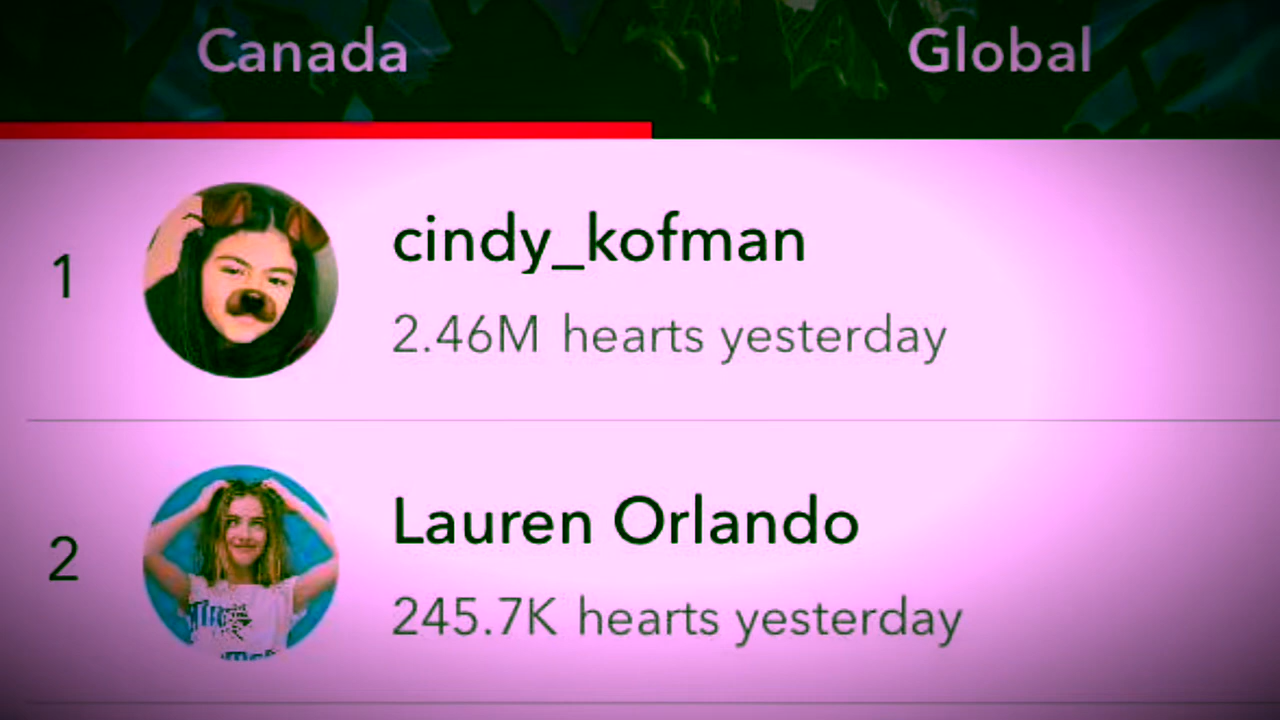 Canada Global
1
cindy_kofman
2.46M hearts yesterday
2
Lauren Orlando
245.7K hearts yesterday